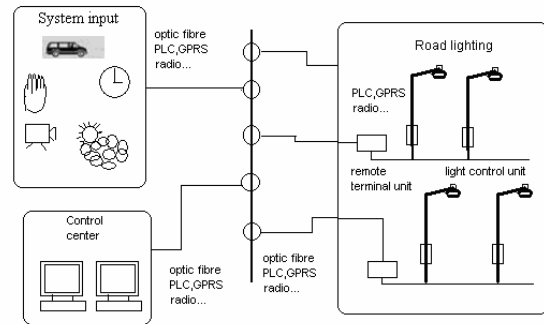 System input
optic fibre
PLC,GPRS
radio...
Road lighting
PLC,GPRS
radio...
remote
terminal unit
light control unit
Control
center
optic fibre
PLC,GPRS
radio...
optic fibre
PLC,GPRS
radio...